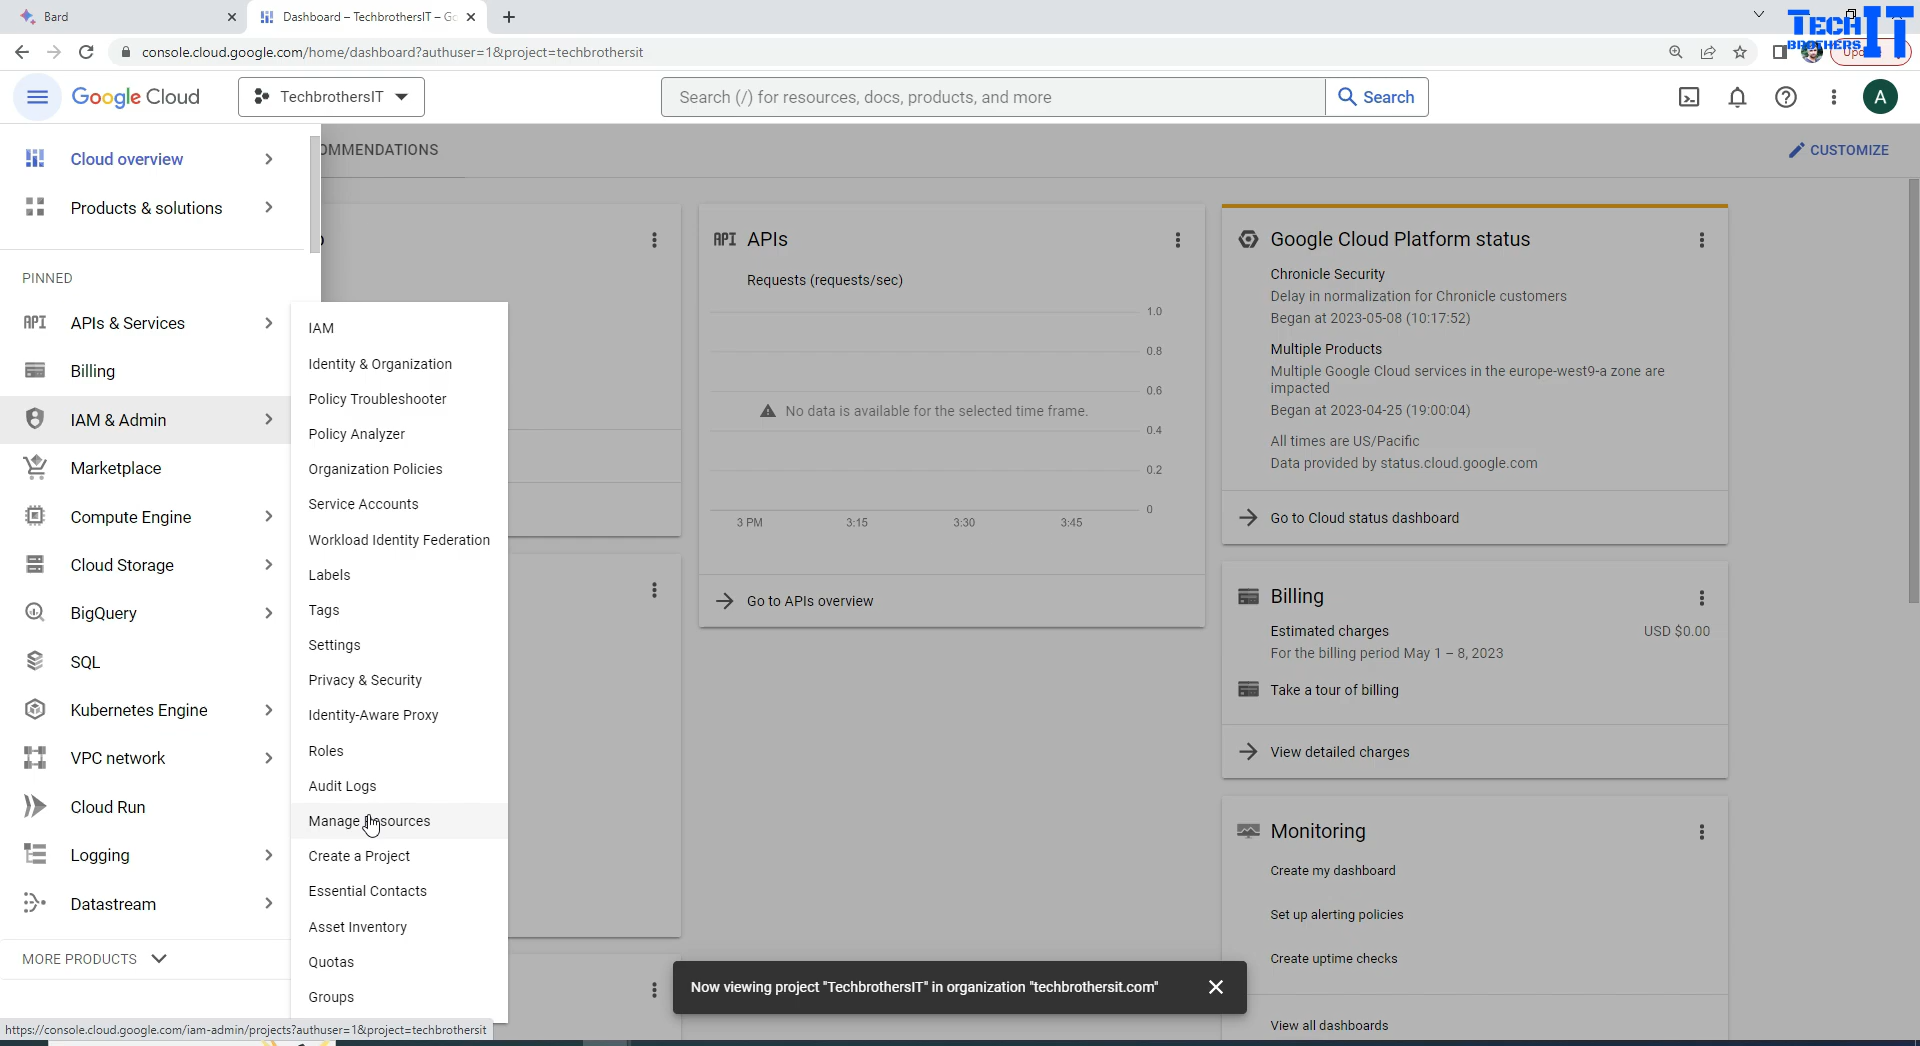 Bard
Dashboard – TechbrothersIT – Go
console.cloud.google.com/home/dashboard?authuser=1&project=techbrothersit
TECH IT
BROTHERS
Google Cloud
TechbrothersIT
Search (/) for resources, docs, products, and more
Search
A
Cloud overview
Products & solutions
OMMENDATIONS
CUSTOMIZE
PINNED
APIs & Services
Billing
IAM & Admin
Marketplace
Compute Engine
Cloud Storage
BigQuery
SQL
Kubernetes Engine
VPC network
Cloud Run
Logging
Datastream
MORE PRODUCTS
IAM
Identity & Organization
Policy Troubleshooter
Policy Analyzer
Organization Policies
Service Accounts
Workload Identity Federation
Labels
Tags
Settings
Privacy & Security
Identity-Aware Proxy
Roles
Audit Logs
Manage Resources
Create a Project
Essential Contacts
Asset Inventory
Quotas
Groups
API APIs
Requests (requests/sec)
1.0
0.8
0.6
No data is available for the selected time frame.
0.4
0.2
0
3 PM 3:15 3:30 3:45
Go to APIs overview
Google Cloud Platform status
Chronicle Security
Delay in normalization for Chronicle customers
Began at 2023-05-08 (10:17:52)
Multiple Products
Multiple Google Cloud services in the europe-west9-a zone are
impacted
Began at 2023-04-25 (19:00:04)
All times are US/Pacific
Data provided by status.cloud.google.com
Go to Cloud status dashboard
Billing
Estimated charges USD $0.00
For the billing period May 1 – 8, 2023
Take a tour of billing
View detailed charges
Monitoring
Create my dashboard
Set up alerting policies
Create uptime checks
View all dashboards
Now viewing project "TechbrothersIT" in organization "techbrothersit.com"
https://console.cloud.google.com/iam-admin/projects?authuser=1&project=techbrothersit